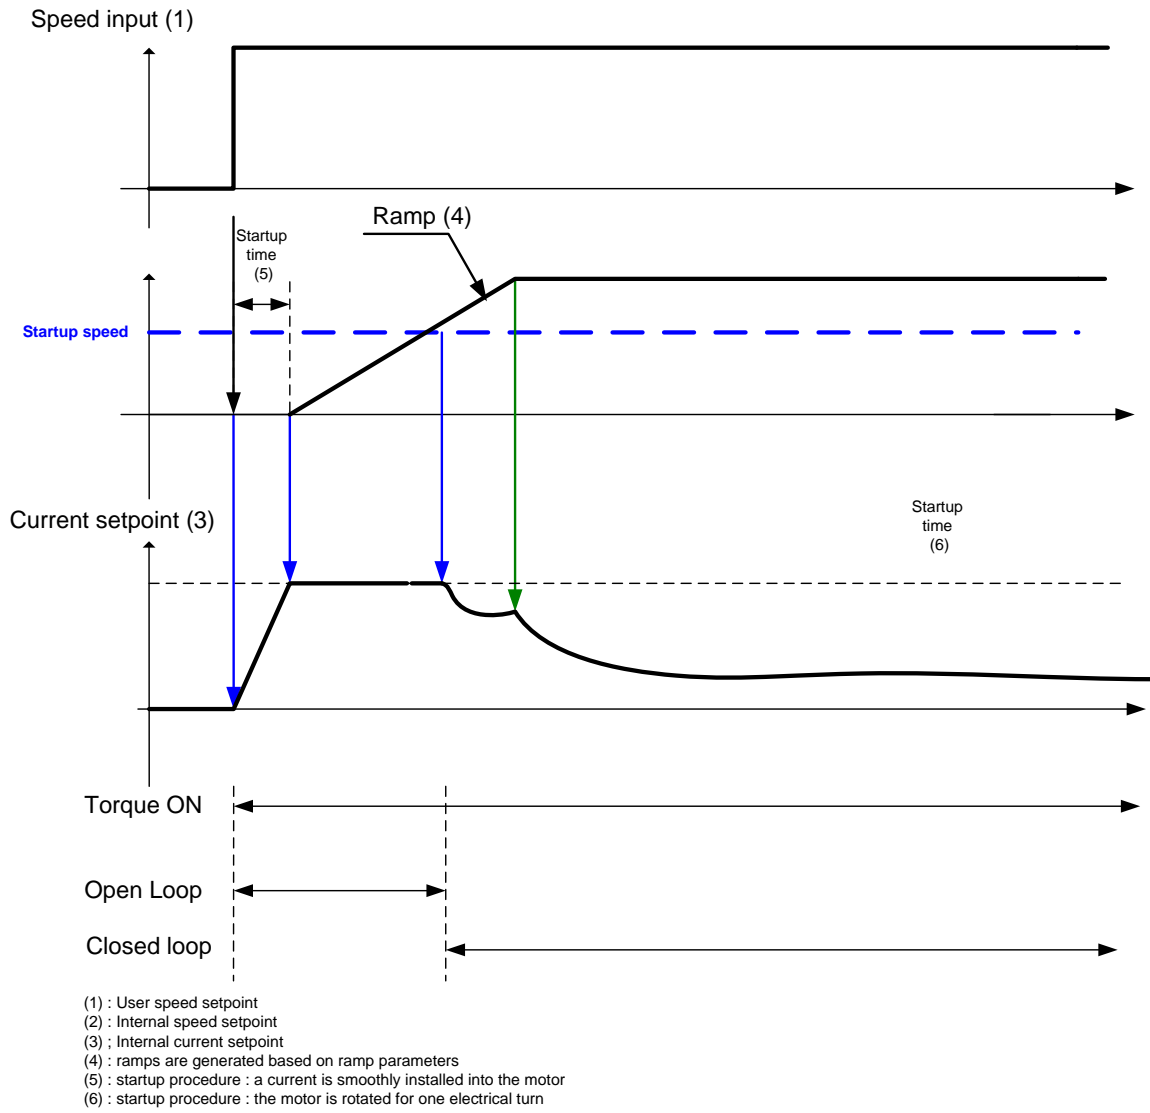 Speed input (1)
Ramp (4)
Startup
time
(5)
Startup speed
Current setpoint (3)
Startup
time
(6)
Torque ON
Open Loop
Closed loop
(1) : User speed setpoint
(2) : Internal speed setpoint
(3) ; Internal current setpoint
(4) : ramps are generated based on ramp parameters
(5) : startup procedure : a current is smoothly installed into the motor
(6) : startup procedure : the motor is rotated for one electrical turn